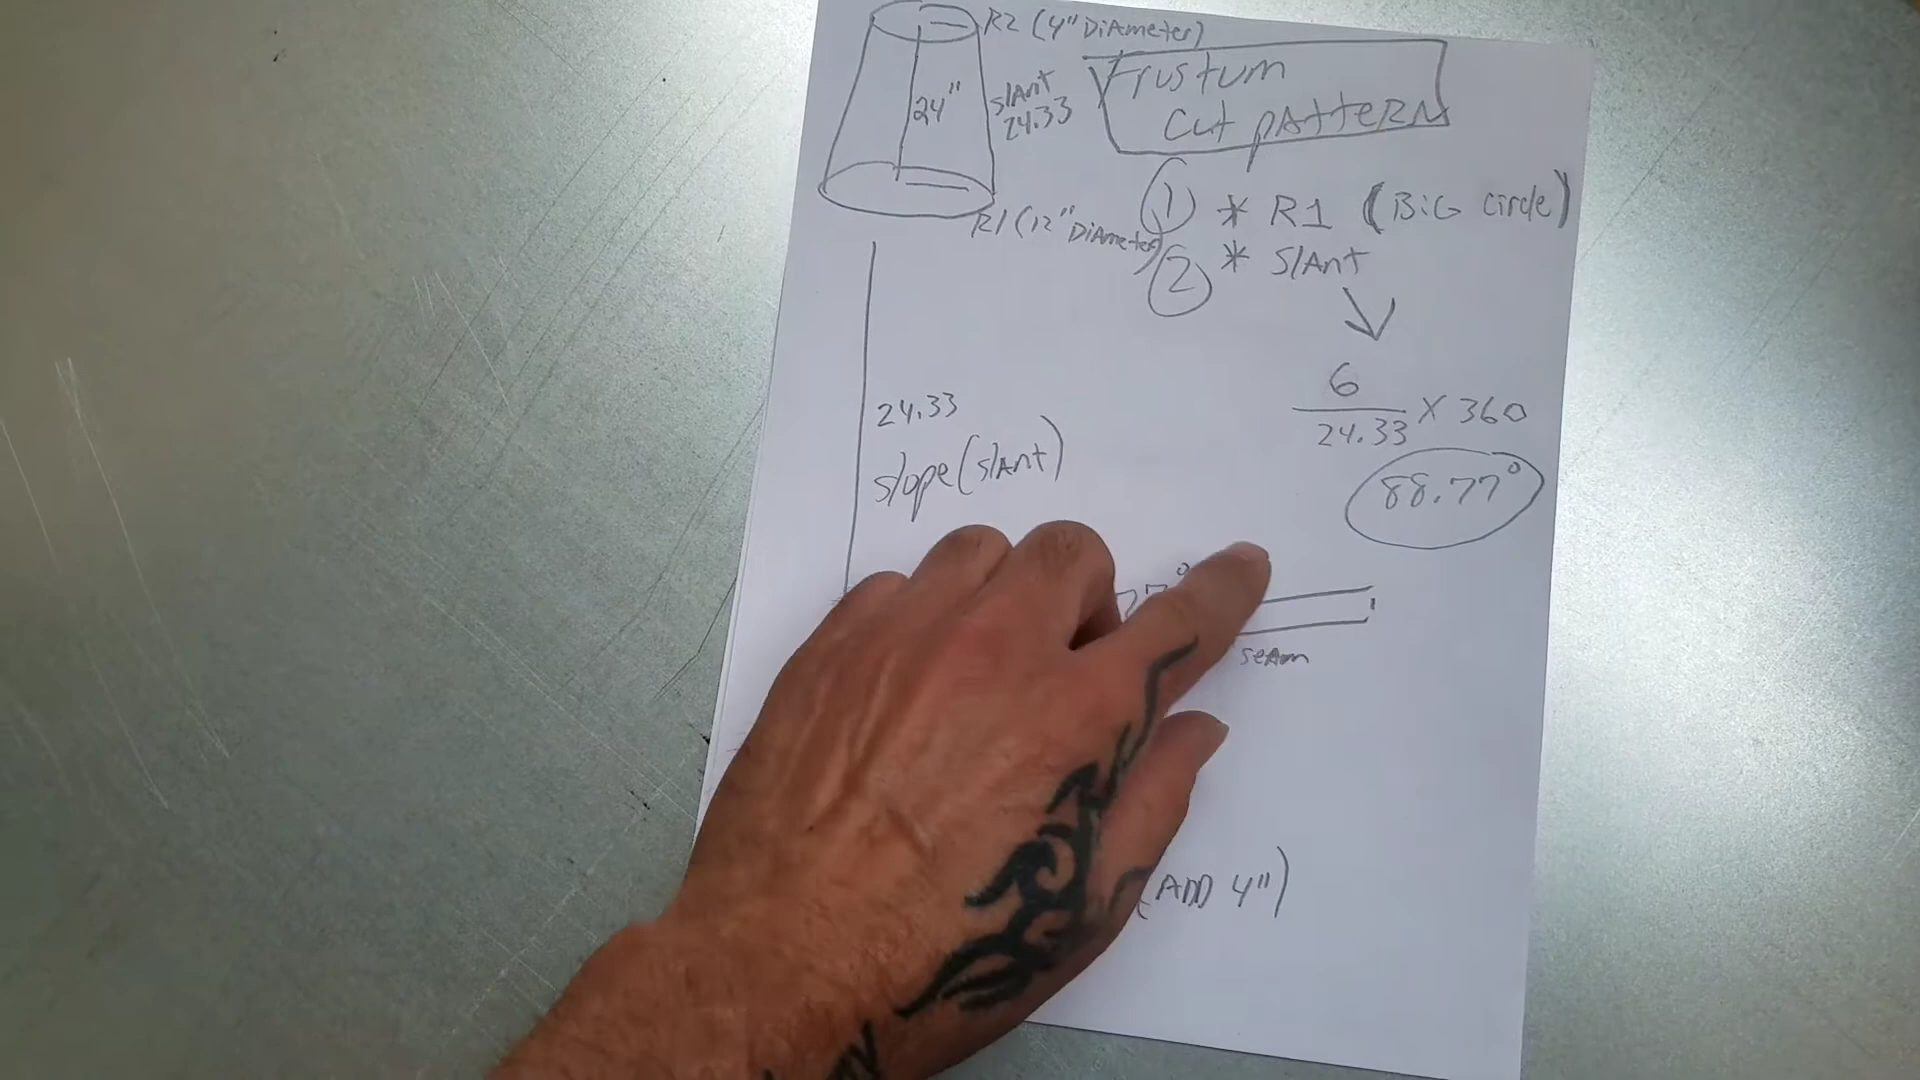 R2 (4" DiAmeter)
24"
slAnt
24.33
R1 (12" DiAmeter)
Frustum
Cut pAtteRN
1 * R1 (BiG circle)
2 * SlAnt
6
24.33 X 360
88.77°
24.33
slope (slAnt)
77°
seAm
(ADD 4")